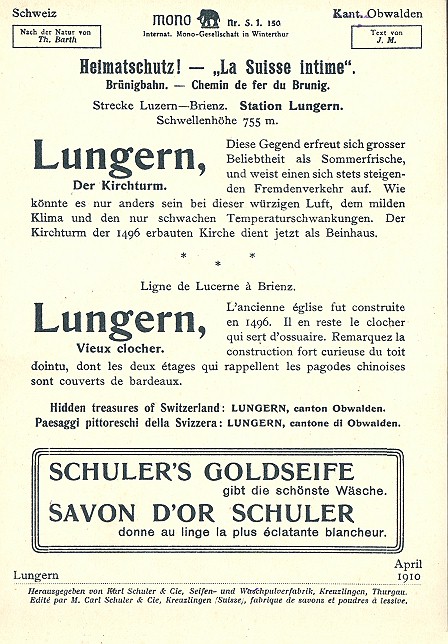 Schweiz
mono Nr. S. 1. 150
Kant. Obwalden
Nach der Natur von
Th. Barth
Internat. Mono-Gesellschaft in Winterthur
Text von
J. M.
Heimatschutz! — „La Suisse intime“.
Brünigbahn. — Chemin de fer du Brunig.
Strecke Luzern—Brienz. Station Lungern.
Schwellenhöhe 755 m.
Lungern,
Der Kirchturm.
Diese Gegend erfreut sich grosser
Beliebtheit als Sommerfrische,
und weist einen sich stets steigen-
den Fremdenverkehr auf. Wie
könnte es nur anders sein bei dieser würzigen Luft, dem milden
Klima und den nur schwachen Temperaturschwankungen. Der
Kirchturm der 1496 erbauten Kirche dient jetzt als Beinhaus.
* * *
Ligne de Lucerne à Brienz.
Lungern,
Vieux clocher.
L'ancienne église fut construite
en 1496. Il en reste le clocher
qui sert d'ossuaire. Remarquez la
construction fort curieuse du toit
dointu, dont les deux étages qui rappellent les pagodes chinoises
sont couverts de bardeaux.
Hidden treasures of Switzerland: LUNGERN, canton Obwalden.
Paesaggi pittoreschi della Svizzera: LUNGERN, cantone di Obwalden.
SCHULER'S GOLDSEIFE
gibt die schönste Wäsche.
SAVON D'OR SCHULER
donne au linge la plus éclatante blancheur.
Lungern
April
1910
Herausgegeben von Karl Schuler & Cie, Seifen- und Waschpulverfabrik, Kreuzlingen, Thurgau.
Edité par M. Carl Schuler & Cie, Kreuzlingen (Suisse), fabrique de savons et poudres à lessive.